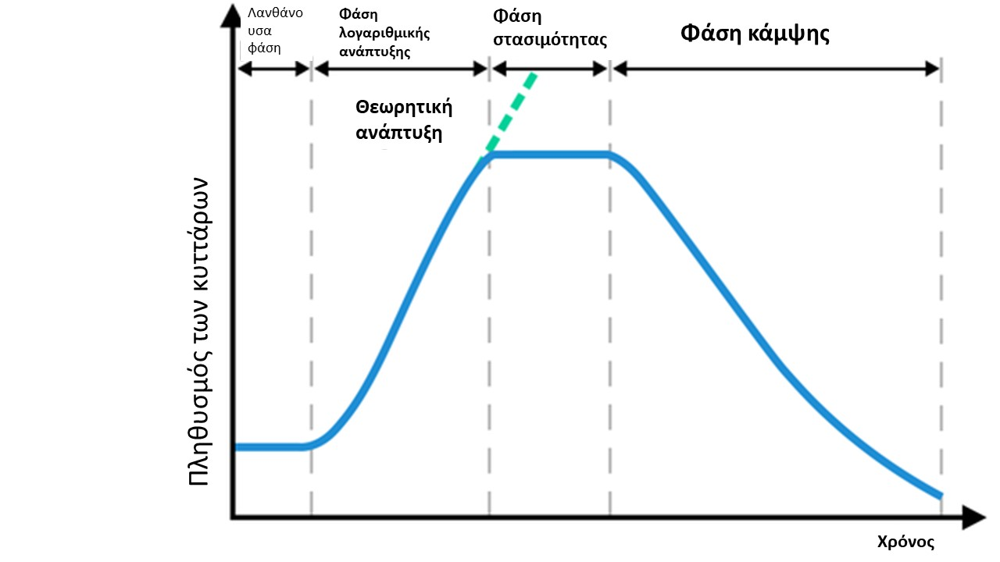 Λανθάνο
υσα
φάση
Φάση
λογαριθμικής
ανάπτυξης
Φάση
στασιμότητας
Φάση κάμψης
Θεωρητική
ανάπτυξη
Πληθυσμός των κυττάρων
Χρόνος